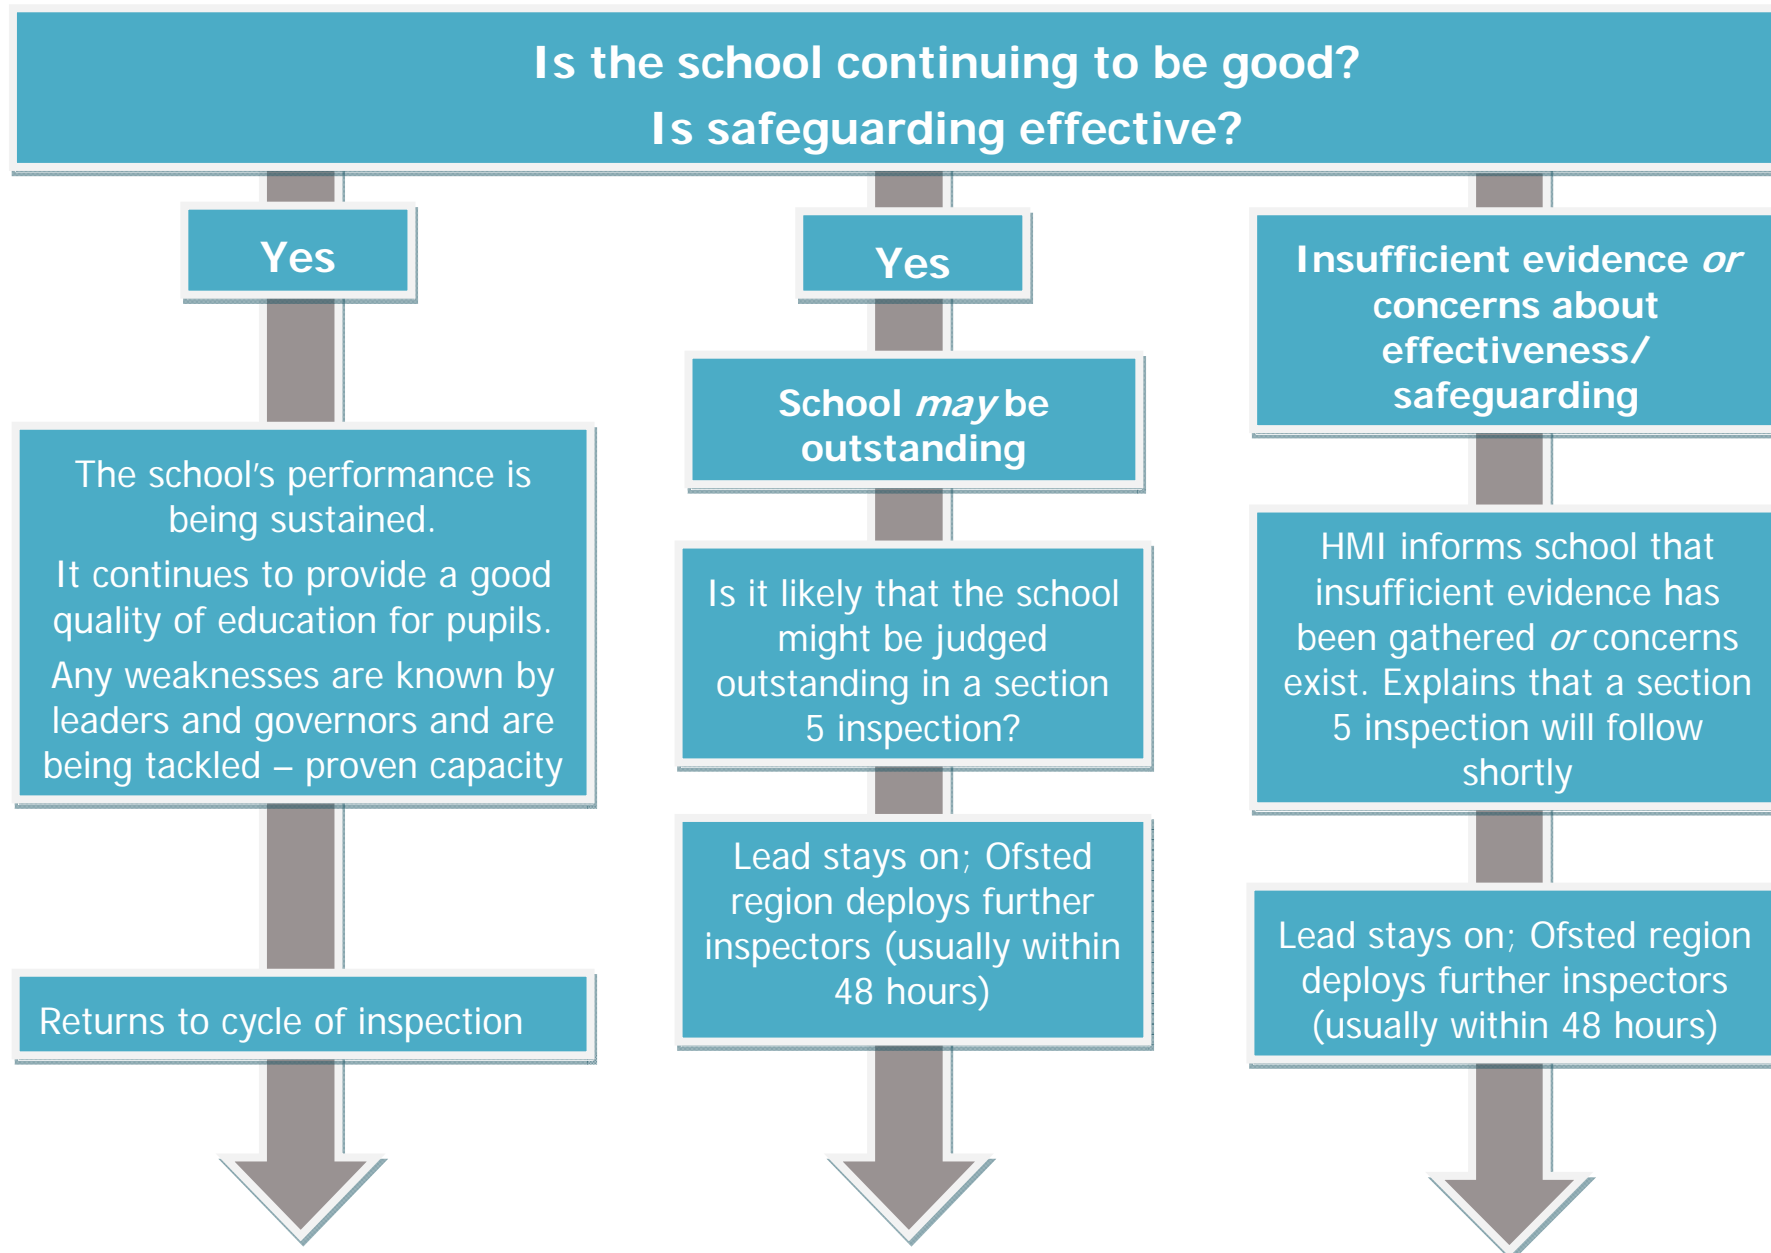 Is the school continuing to be good?
Is safeguarding effective?
Yes
The school's performance is
being sustained.
It continues to provide a good
quality of education for pupils.
Any weaknesses are known by
leaders and governors and are
being tackled – proven capacity
Returns to cycle of inspection
Yes
School may be
outstanding
Is it likely that the school
might be judged
outstanding in a section
5 inspection?
Lead stays on; Ofsted
region deploys further
inspectors (usually within
48 hours)
Insufficient evidence or
concerns about
effectiveness/
safeguarding
HMI informs school that
insufficient evidence has
been gathered or concerns
exist. Explains that a section
5 inspection will follow
shortly
Lead stays on; Ofsted region
deploys further inspectors
(usually within 48 hours)